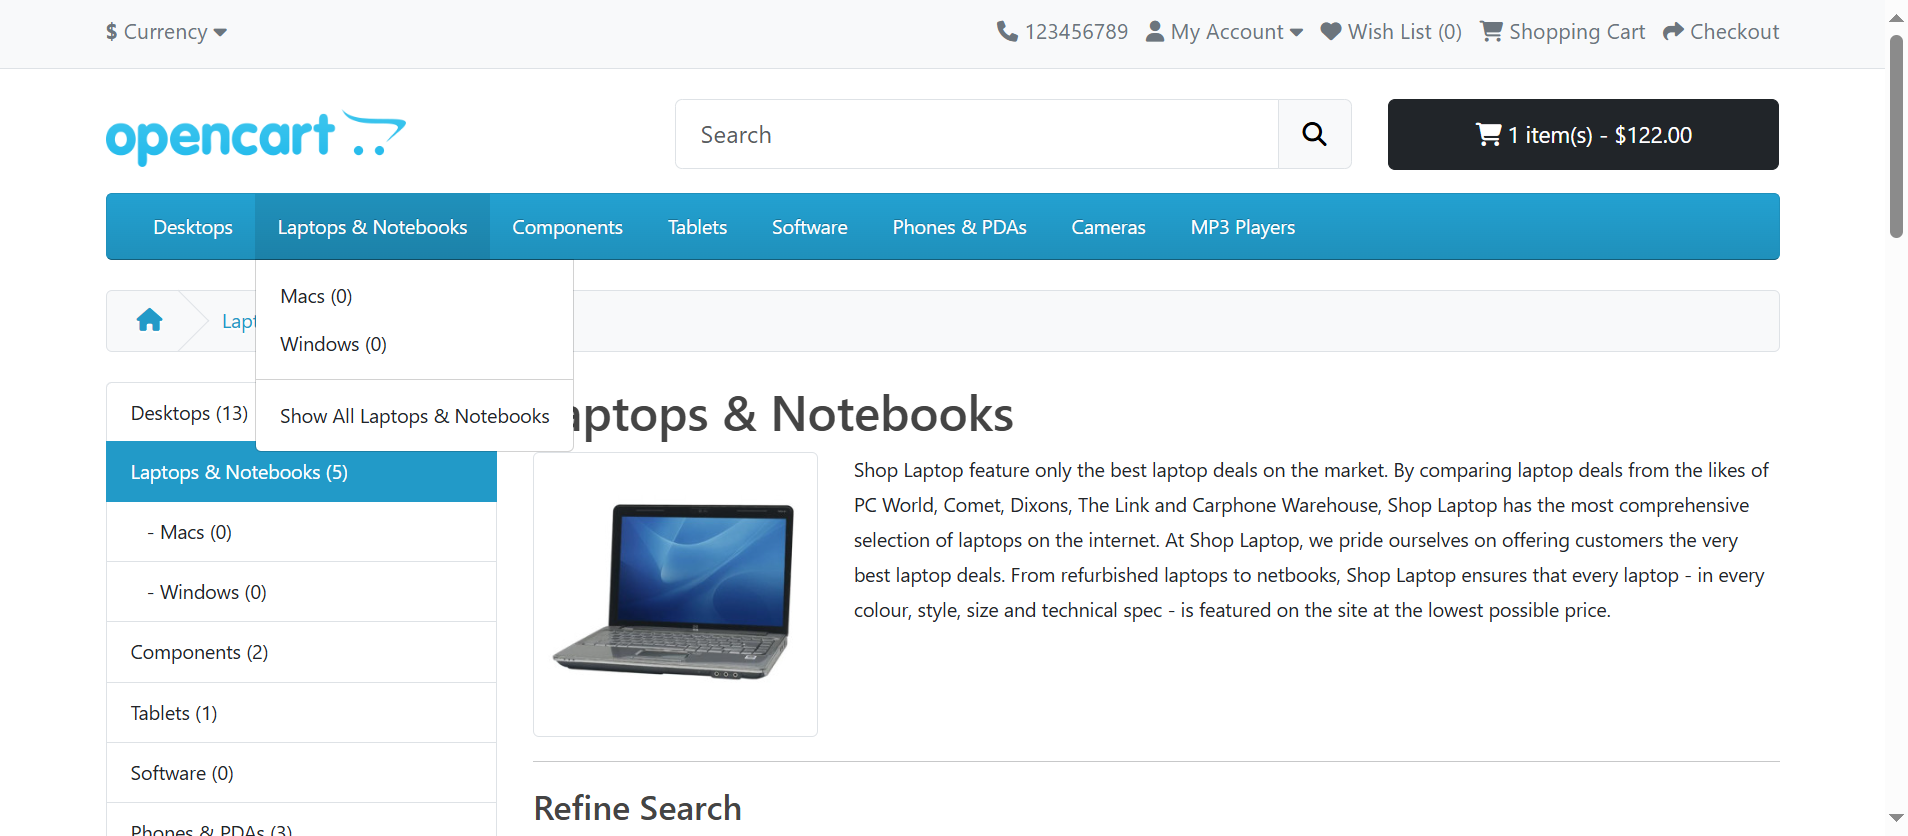 $ Currency
123456789 My Account Wish List (0) Shopping Cart Checkout
opencart
Search
1 item(s) - $122.00
Desktops Laptops & Notebooks Components Tablets Software Phones & PDAs Cameras MP3 Players
Macs (0)
Windows (0)
Show All Laptops & Notebooks
Desktops (13)
Laptops & Notebooks (5)
- Macs (0)
- Windows (0)
Components (2)
Tablets (1)
Software (0)
Phones & PDAs (3)
aptops & Notebooks
Shop Laptop feature only the best laptop deals on the market. By comparing laptop deals from the likes of
PC World, Comet, Dixons, The Link and Carphone Warehouse, Shop Laptop has the most comprehensive
selection of laptops on the internet. At Shop Laptop, we pride ourselves on offering customers the very
best laptop deals. From refurbished laptops to netbooks, Shop Laptop ensures that every laptop - in every
colour, style, size and technical spec - is featured on the site at the lowest possible price.
Refine Search